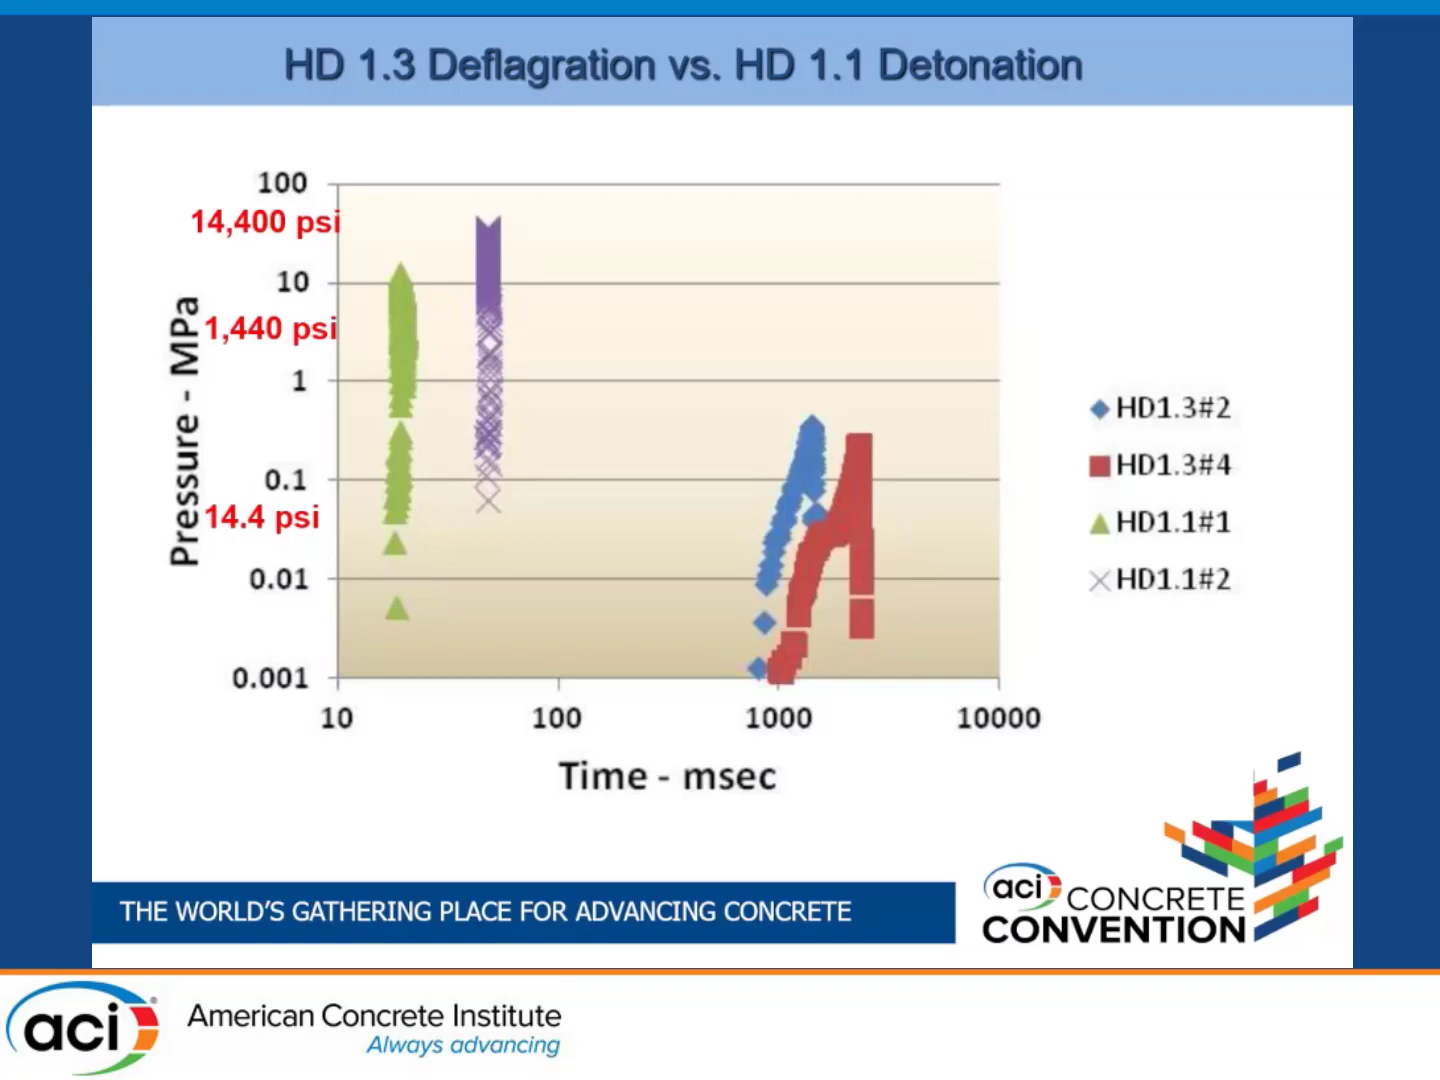 HD 1.3 Deflagration vs. HD 1.1 Detonation
100
14,400 psi
10
1,440 psi
1
0.1
14.4 psi
0.01
0.001
Pressure - MPa
10
100
1000
10000
Time - msec
HD1.3#2
HD1.3#4
HD1.1#1
HD1.1#2
THE WORLD'S GATHERING PLACE FOR ADVANCING CONCRETE
aci CONCRETE
CONVENTION
aci
American Concrete Institute
Always advancing